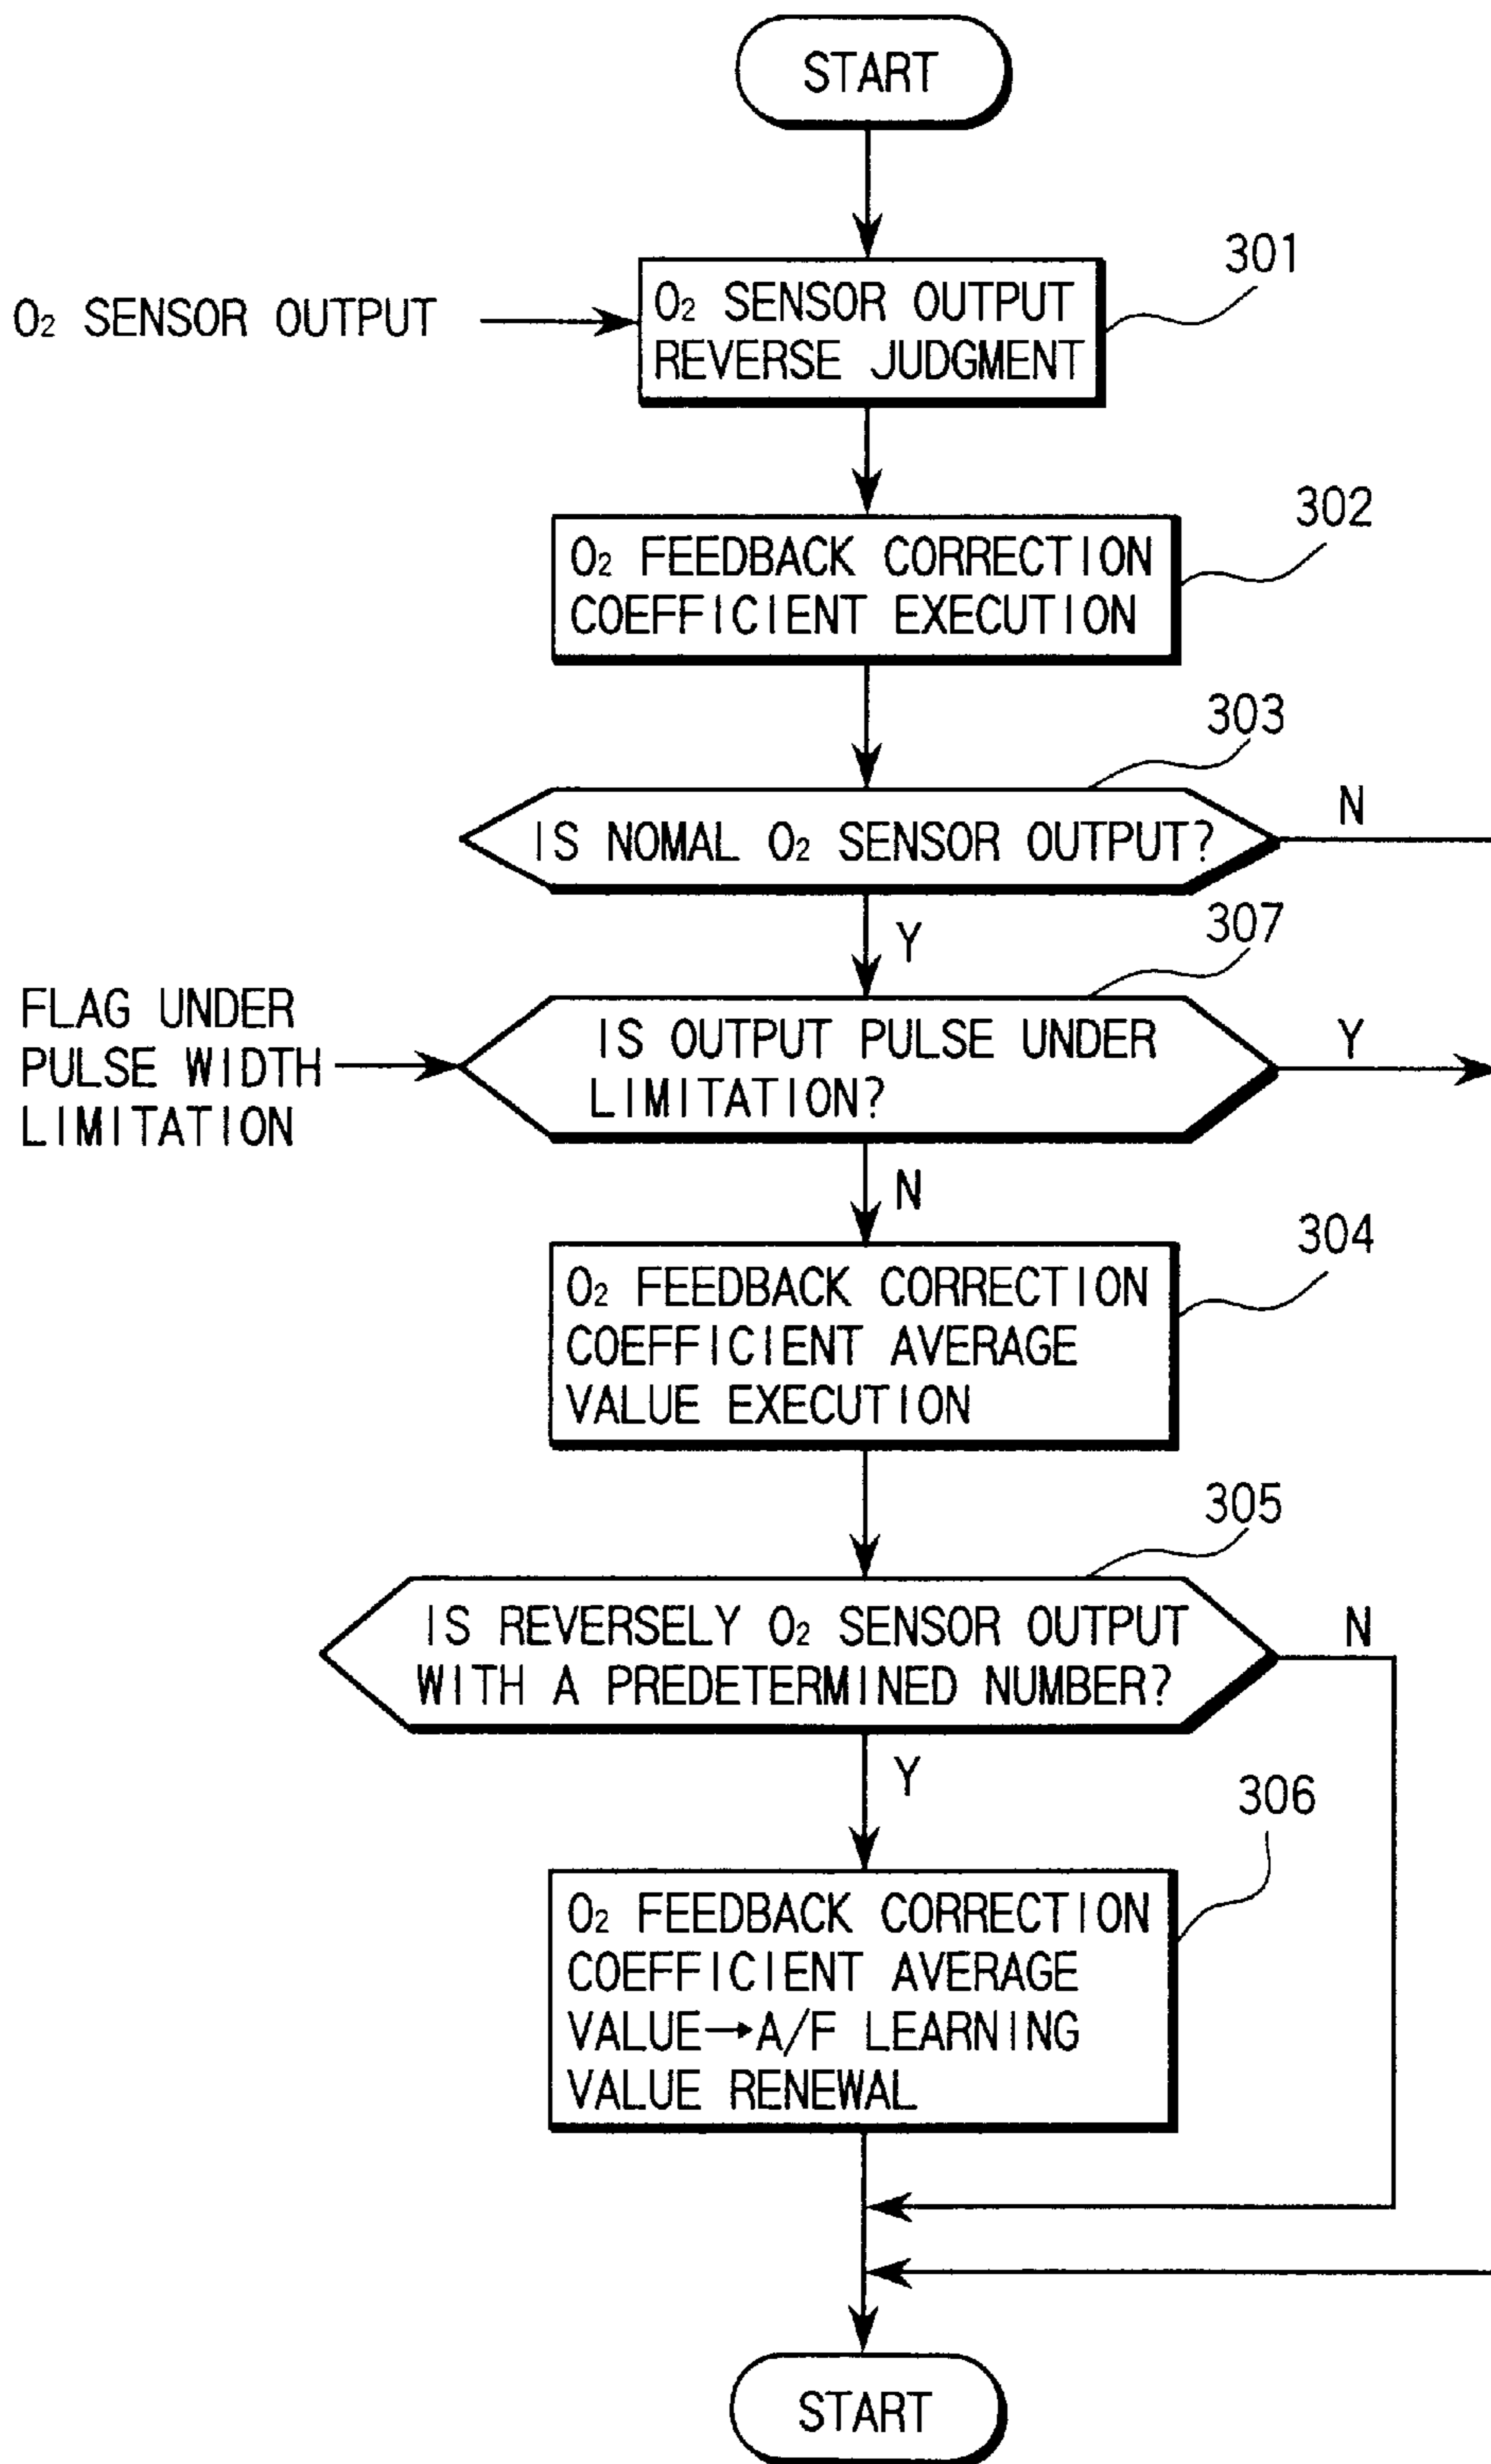 START
301
O₂ SENSOR OUTPUT
O₂ SENSOR OUTPUT
REVERSE JUDGMENT
302
O₂ FEEDBACK CORRECTION
COEFFICIENT EXECUTION
303
IS NOMAL O₂ SENSOR OUTPUT?
N
Y
307
FLAG UNDER
PULSE WIDTH
LIMITATION
IS OUTPUT PULSE UNDER
LIMITATION?
Y
N
304
O₂ FEEDBACK CORRECTION
COEFFICIENT AVERAGE
VALUE EXECUTION
305
IS REVERSELY O₂ SENSOR OUTPUT
WITH A PREDETERMINED NUMBER?
N
Y
306
O₂ FEEDBACK CORRECTION
COEFFICIENT AVERAGE
VALUE→A/F LEARNING
VALUE RENEWAL
START